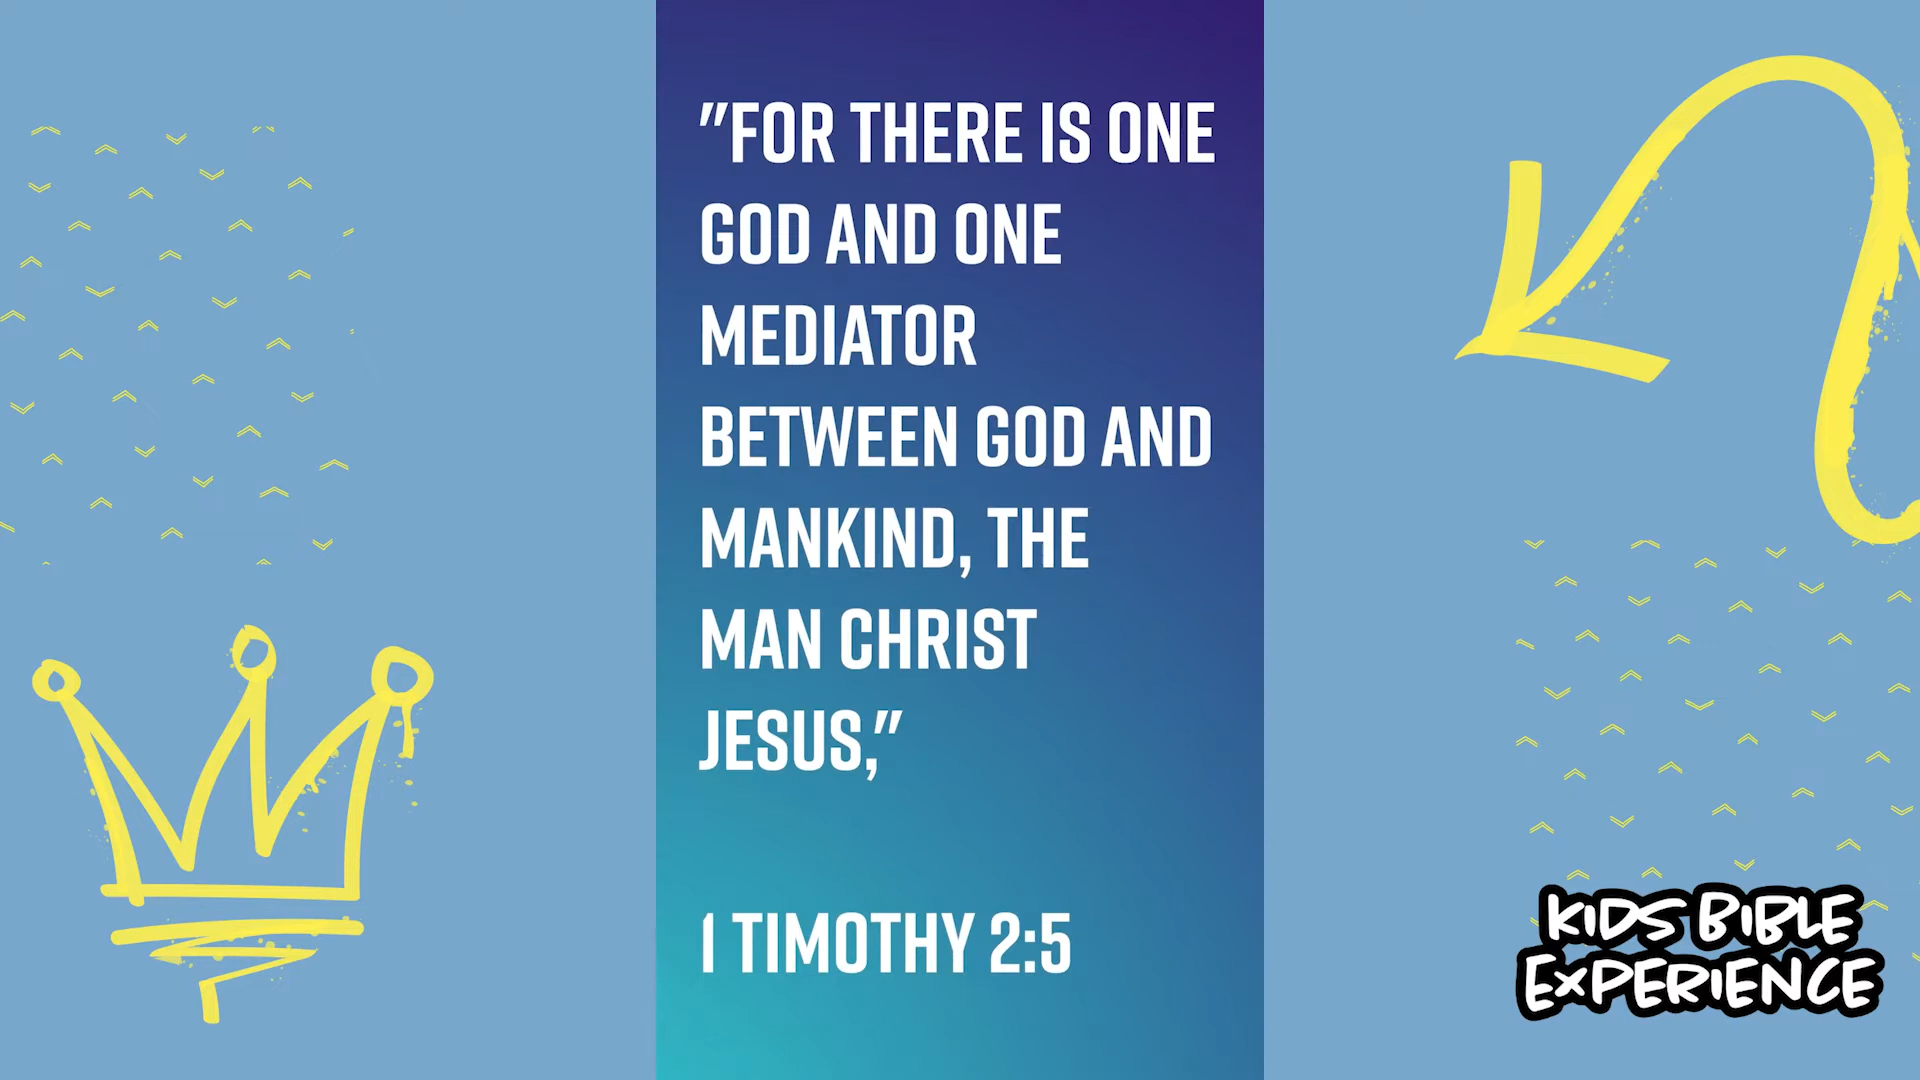 "FOR THERE IS ONE
GOD AND ONE
MEDIATOR
BETWEEN GOD AND
MANKIND, THE
MAN CHRIST
JESUS,"
1 TIMOTHY 2:5
KIDS BIBLE
EXPERIENCE